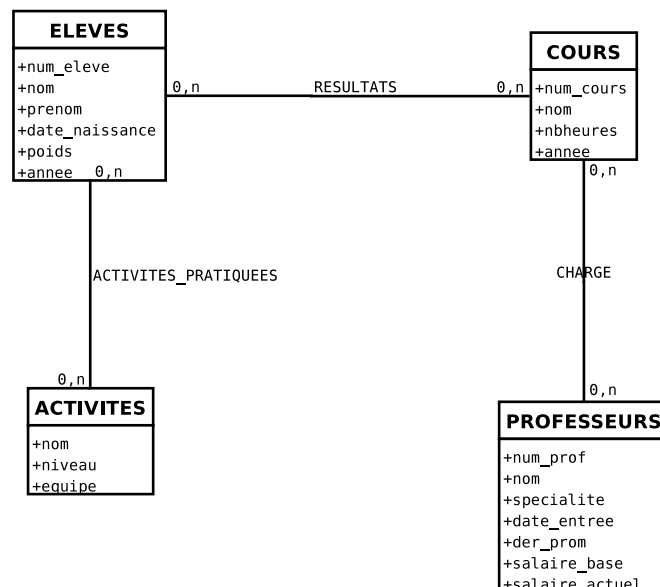 ELEVES
+num_eleve
+nom
+prenom
+date_naissance
+poids
+annee
0,n
0,n
RESULTATS
0,n
COURS
+num_cours
+nom
+nbheures
+annee
0,n
ACTIVITES_PRATIQUEES
CHARGE
0,n
ACTIVITES
+nom
+niveau
+equipe
0,n
PROFESSEURS
+num_prof
+nom
+specialite
+date_entree
+der_prom
+salaire_base
+salaire_actuel